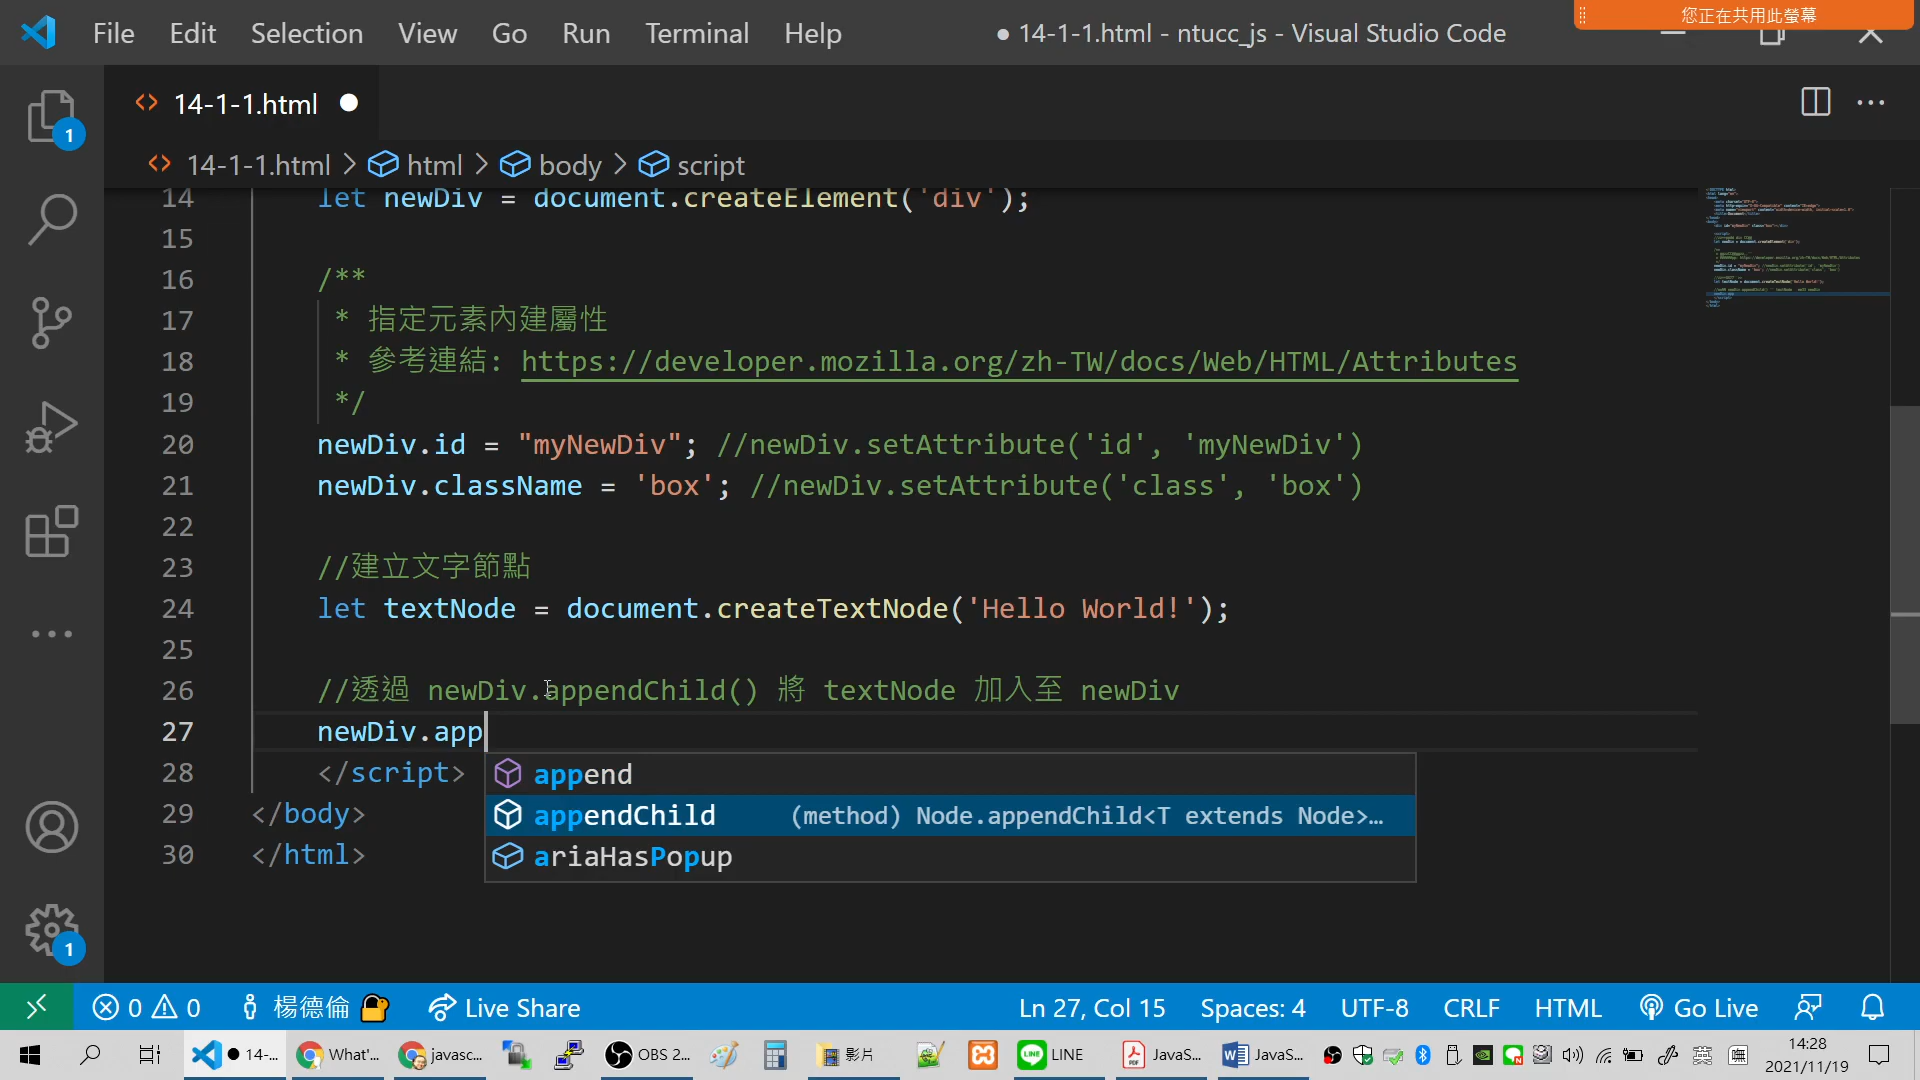 File Edit Selection View Go Run Terminal Help
● 14-1-1.html - ntucc_js - Visual Studio Code
您正在共用此螢幕
14-1-1.html
14-1-1.html > html > body > script
14 let newDiv = document.createElement('div');
15
16 /**
17 * 指定元素內建屬性
18 * 參考連結: https://developer.mozilla.org/zh-TW/docs/Web/HTML/Attributes
19 */
20 newDiv.id = "myNewDiv"; //newDiv.setAttribute('id', 'myNewDiv')
21 newDiv.className = 'box'; //newDiv.setAttribute('class', 'box')
22
23 //建立文字節點
24 let textNode = document.createTextNode('Hello World!');
25
26 //透過 newDiv.appendChild() 將 textNode 加入至 newDiv
27 newDiv.app
append
28 </script>
appendChild (method) Node.appendChild<T extends Node>…
29 </body>
ariaHasPopup
30 </html>
1
1
0 0 楊德倫 Live Share
Ln 27, Col 15 Spaces: 4 UTF-8 CRLF HTML Go Live
● 14-... What'... javasc... OBS 2... 影片 LINE JavaS... JavaS...
英
14:28
2021/11/19